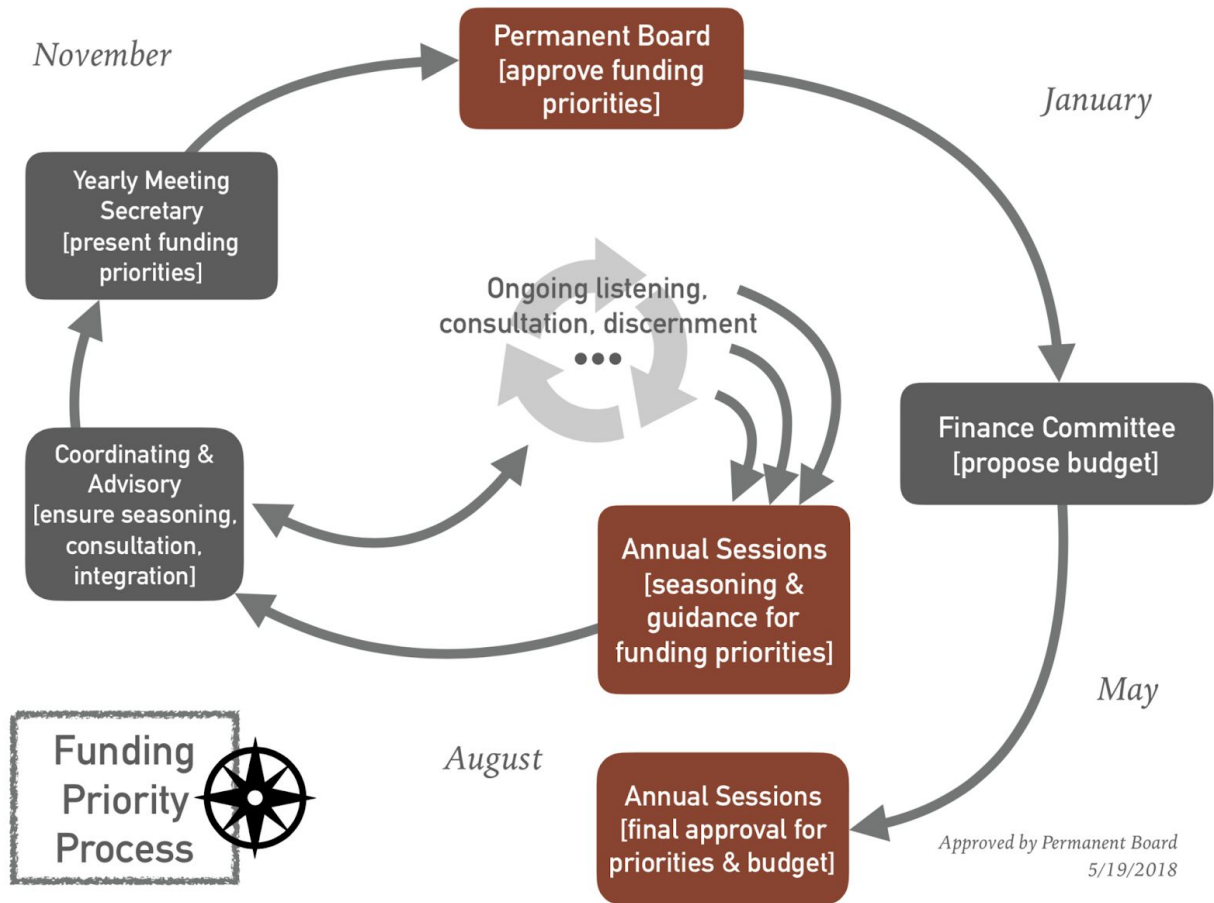 November
Permanent Board
[approve funding
priorities]
January
Yearly Meeting
Secretary
[present funding
priorities]
Ongoing listening,
consultation, discernment
•••
Finance Committee
[propose budget]
Coordinating &
Advisory
[ensure seasoning,
consultation,
integration]
Annual Sessions
[seasoning &
guidance for
funding priorities]
May
August
Funding
Priority
Process
Annual Sessions
[final approval for
priorities & budget]
Approved by Permanent Board
5/19/2018